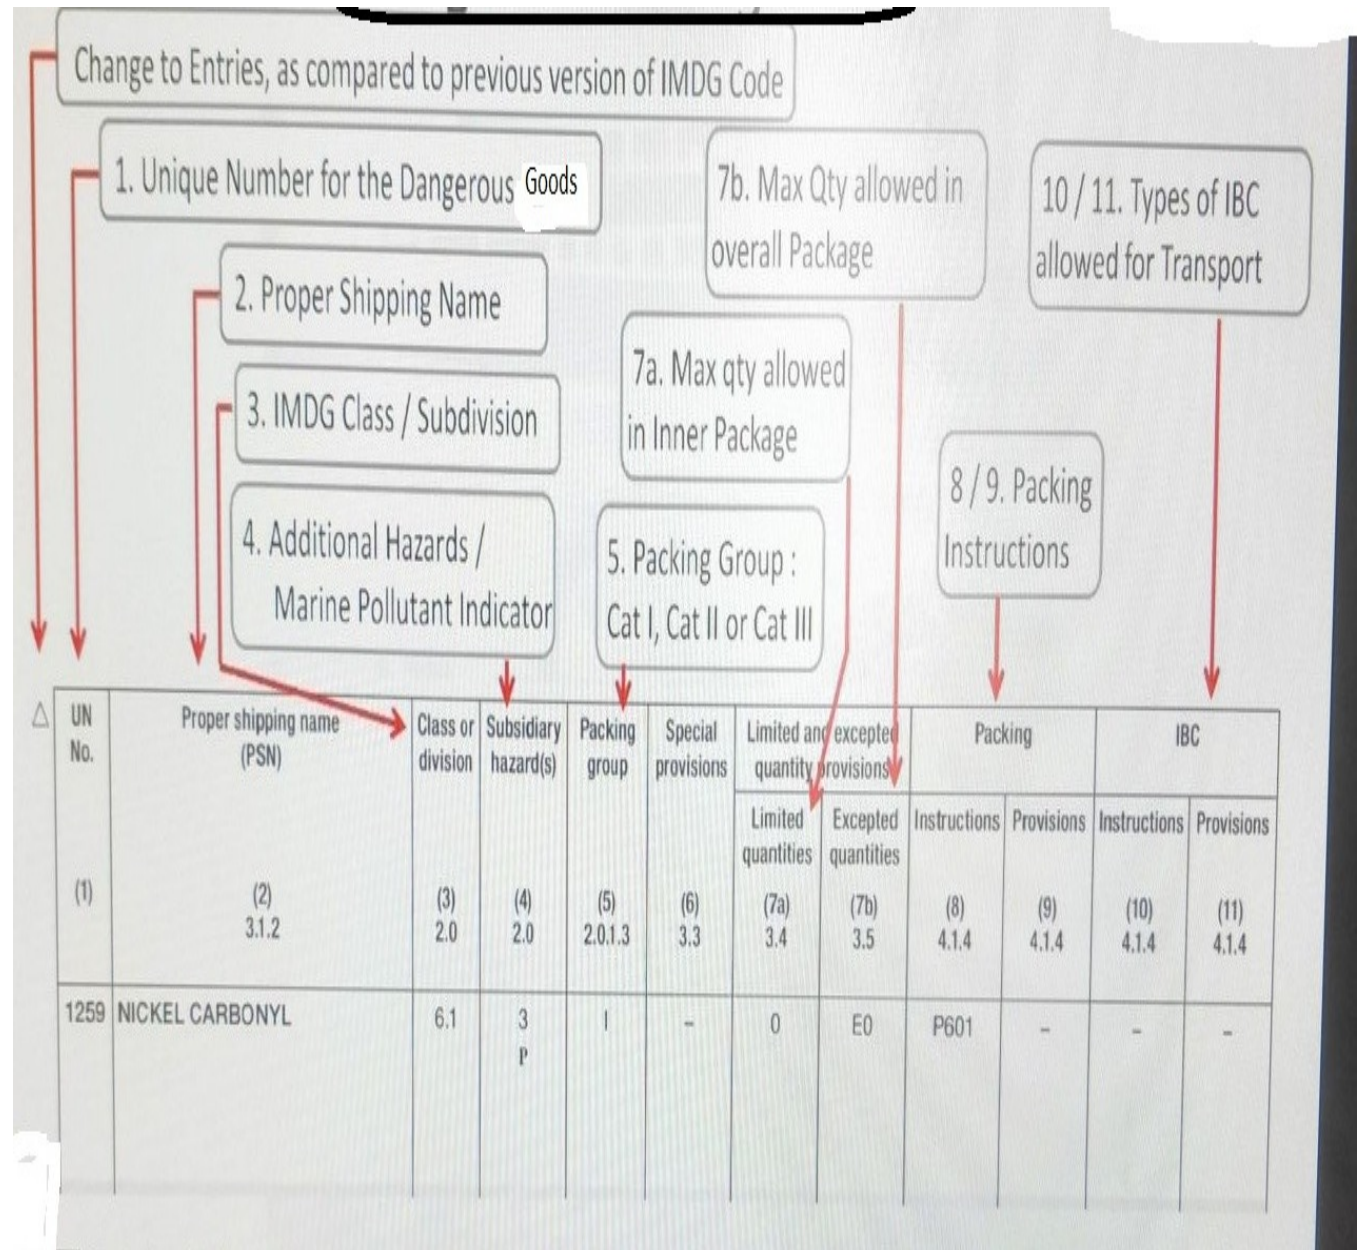 Change to Entries, as compared to previous version of IMDG Code
1. Unique Number for the Dangerous Goods
7b. Max Qty allowed in
overall Package
10 / 11. Types of IBC
allowed for Transport
2. Proper Shipping Name
7a. Max qty allowed
in Inner Package
3. IMDG Class / Subdivision
8 / 9. Packing
Instructions
4. Additional Hazards /
Marine Pollutant Indicator
5. Packing Group :
Cat I, Cat II or Cat III
△ UN No. Proper shipping name (PSN) Class or division Subsidiary hazard(s) Packing group Special provisions Limited and excepted quantity provisions Packing IBC
Limited quantities Excepted quantities Instructions Provisions Instructions Provisions
(1) (2) (3) (4) (5) (6) (7a) (7b) (8) (9) (10) (11)
3.1.2 2.0 2.0 2.0.1.3 3.3 3.4 3.5 4.1.4 4.1.4 4.1.4 4.1.4
1259 NICKEL CARBONYL 6.1 3 I – 0 E0 P601 – – –
P